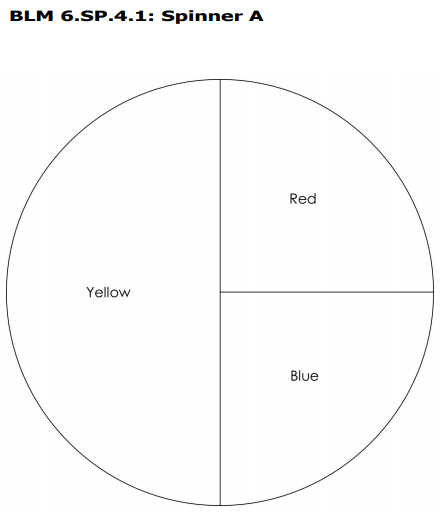 BLM 6.SP.4.1: Spinner A
Red
Yellow
Blue